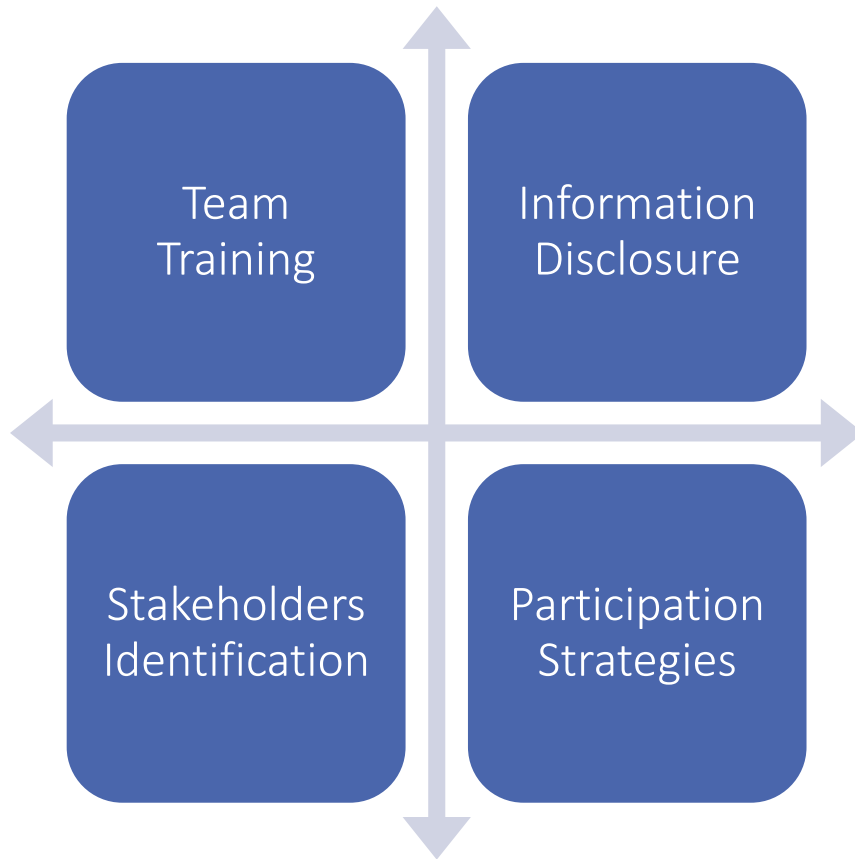 Team
Training
Information
Disclosure
Stakeholders
Identification
Participation
Strategies